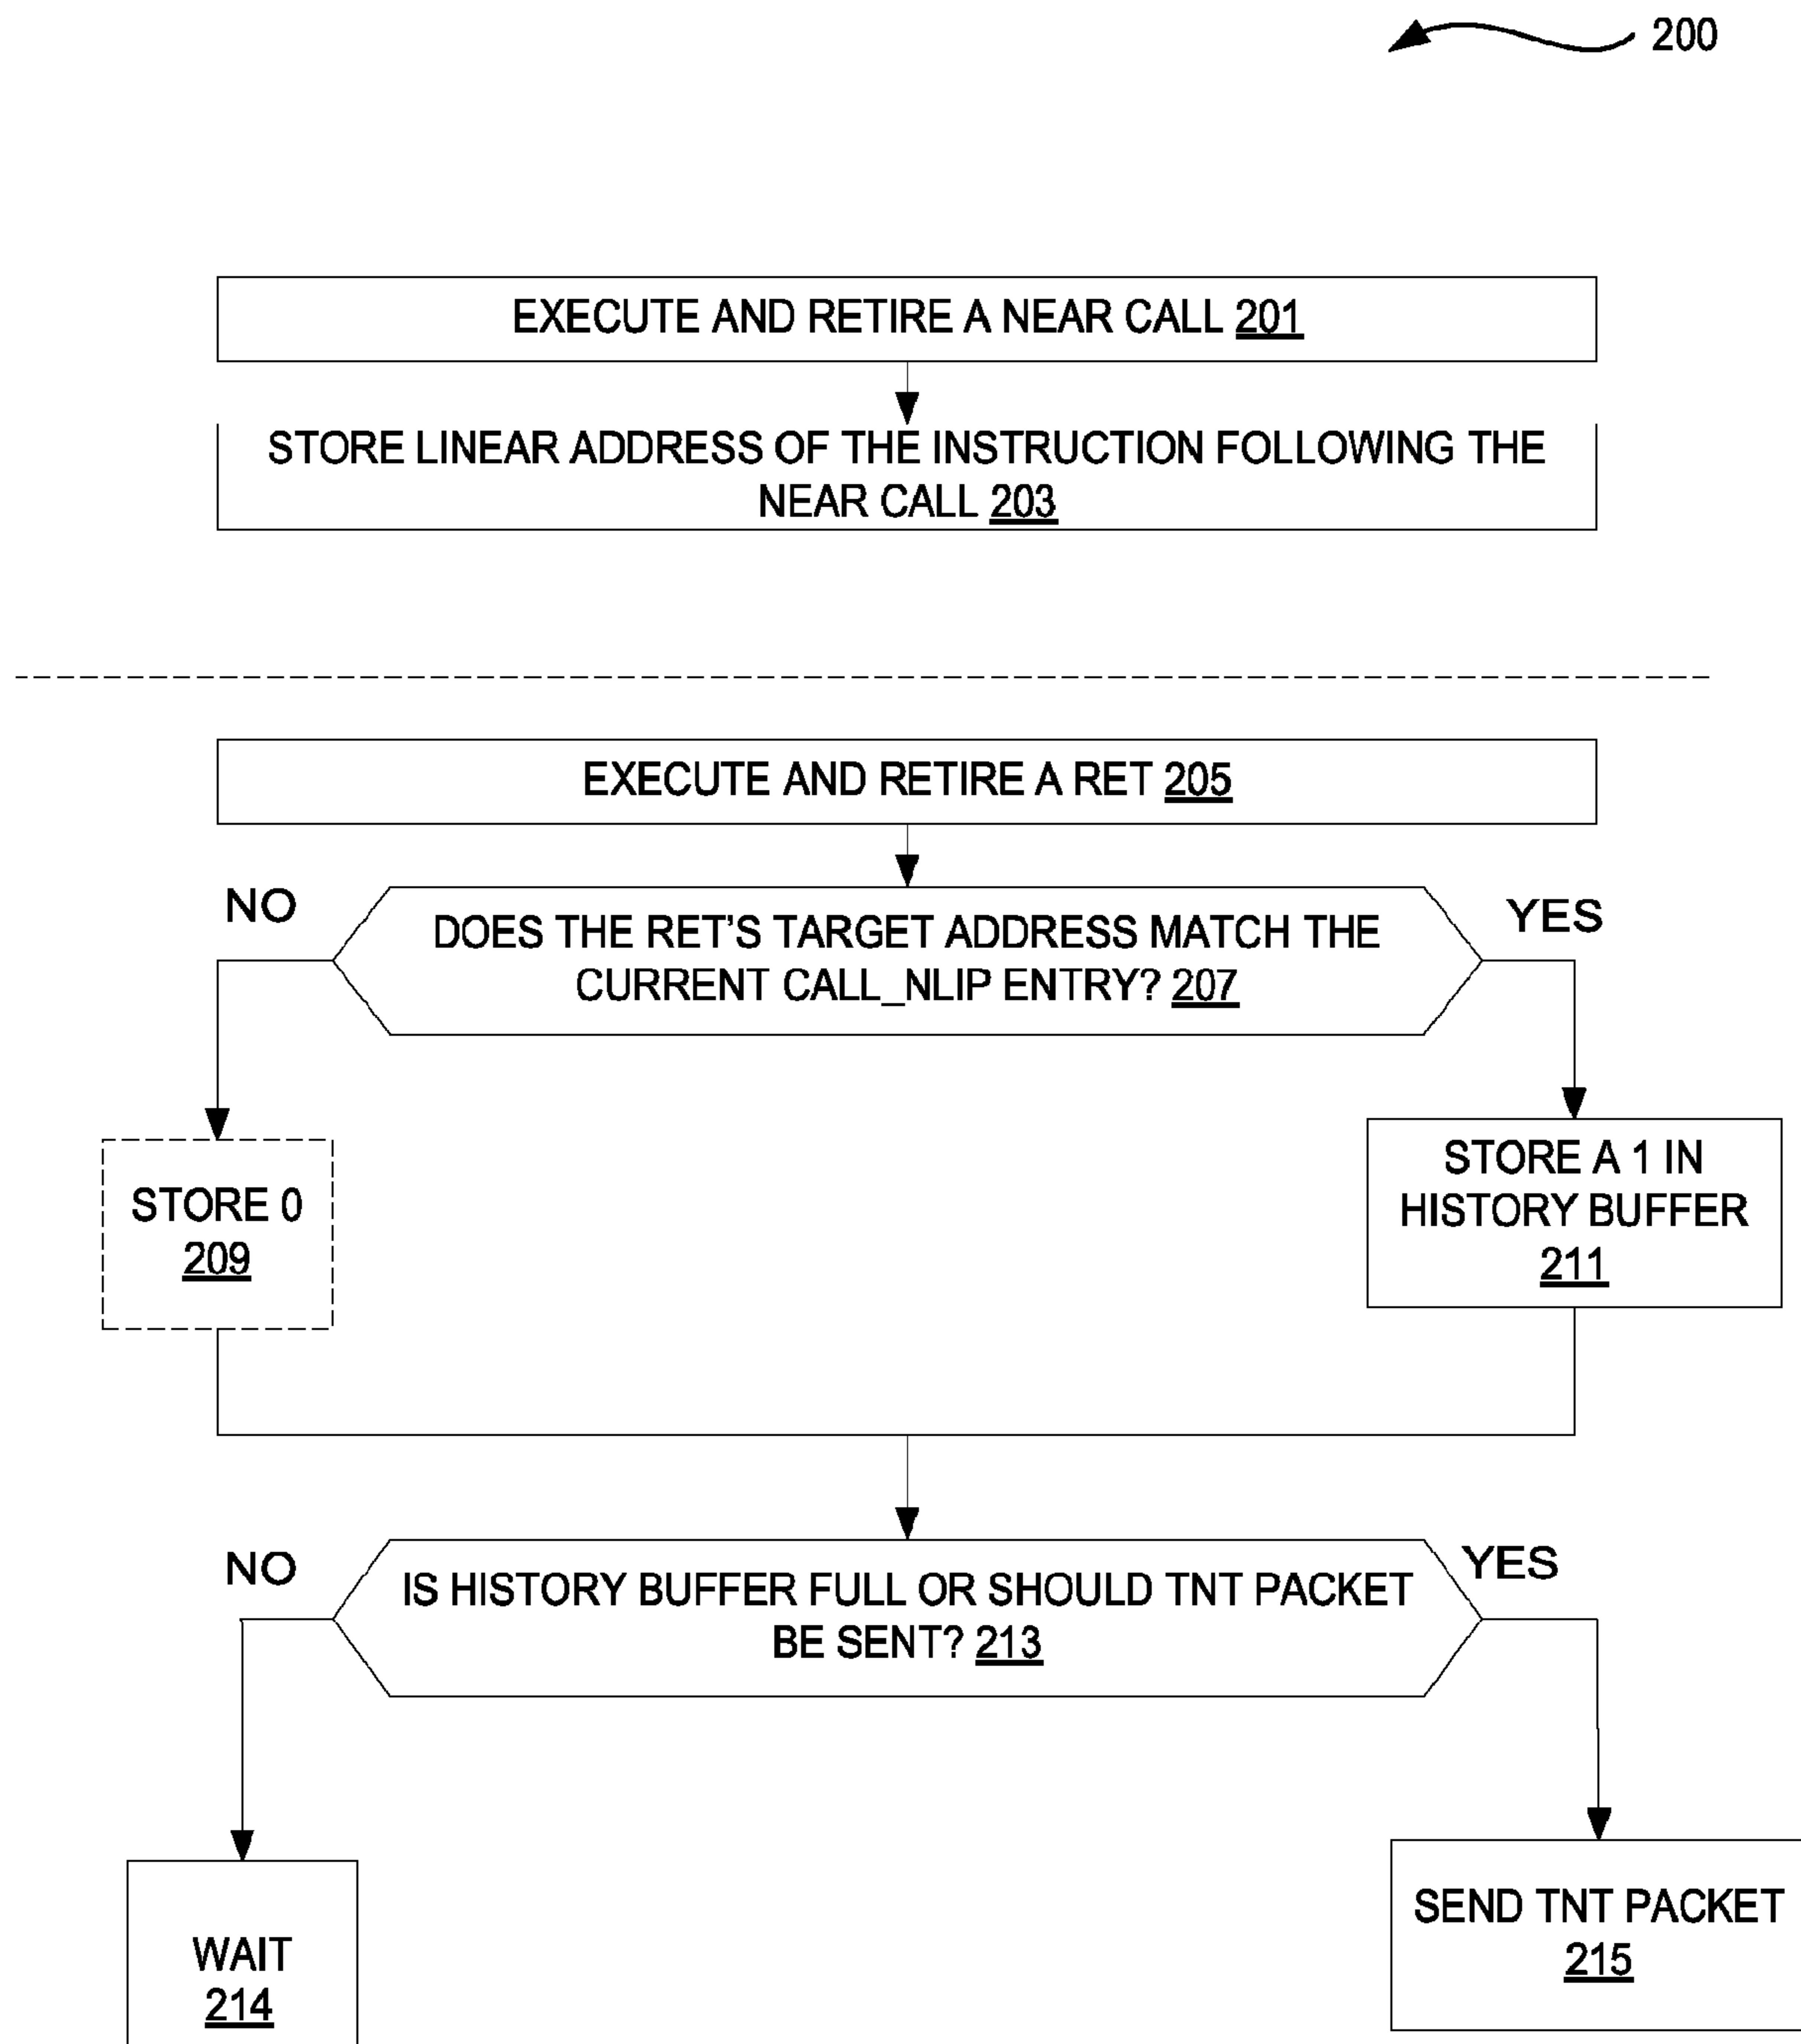 200
EXECUTE AND RETIRE A NEAR CALL 201
STORE LINEAR ADDRESS OF THE INSTRUCTION FOLLOWING THE
NEAR CALL 203
EXECUTE AND RETIRE A RET 205
NO
YES
DOES THE RET'S TARGET ADDRESS MATCH THE
CURRENT CALL_NLIP ENTRY? 207
STORE 0
209
STORE A 1 IN
HISTORY BUFFER
211
NO
YES
IS HISTORY BUFFER FULL OR SHOULD TNT PACKET
BE SENT? 213
WAIT
214
SEND TNT PACKET
215